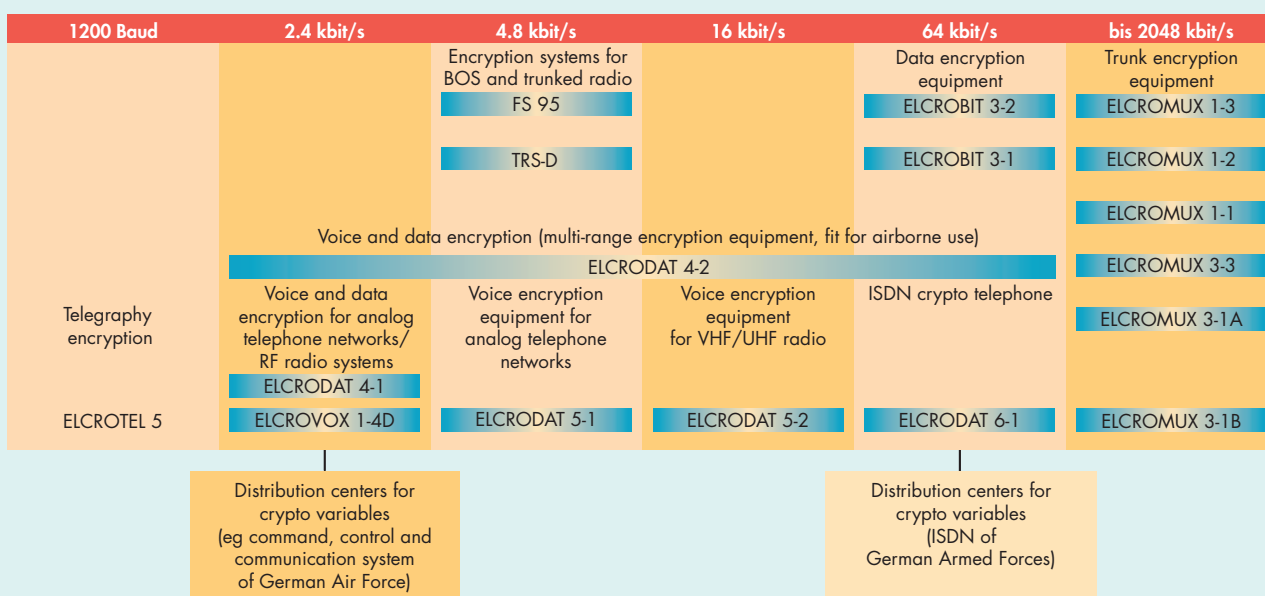 1200 Baud
2.4 kbit/s
4.8 kbit/s
16 kbit/s
64 kbit/s
bis 2048 kbit/s
Encryption systems for
BOS and trunked radio
FS 95
TRS-D
Data encryption
equipment
ELCROBIT 3-2
ELCROBIT 3-1
Trunk encryption
equipment
ELCROMUX 1-3
ELCROMUX 1-2
ELCROMUX 1-1
ELCROMUX 3-3
ELCROMUX 3-1A
ELCROMUX 3-1B
Voice and data encryption (multi-range encryption equipment, fit for airborne use)
ELCRODAT 4-2
Telegraphy
encryption
ELCROTEL 5
Voice and data
encryption for analog
telephone networks/
RF radio systems
ELCRODAT 4-1
ELCROVOX 1-4D
Voice encryption
equipment for
analog telephone
networks
ELCRODAT 5-1
Voice encryption
equipment
for VHF/UHF radio
ELCRODAT 5-2
ISDN crypto telephone
ELCRODAT 6-1
Distribution centers for
crypto variables
(eg command, control and
communication system
of German Air Force)
Distribution centers for
crypto variables
(ISDN of
German Armed Forces)